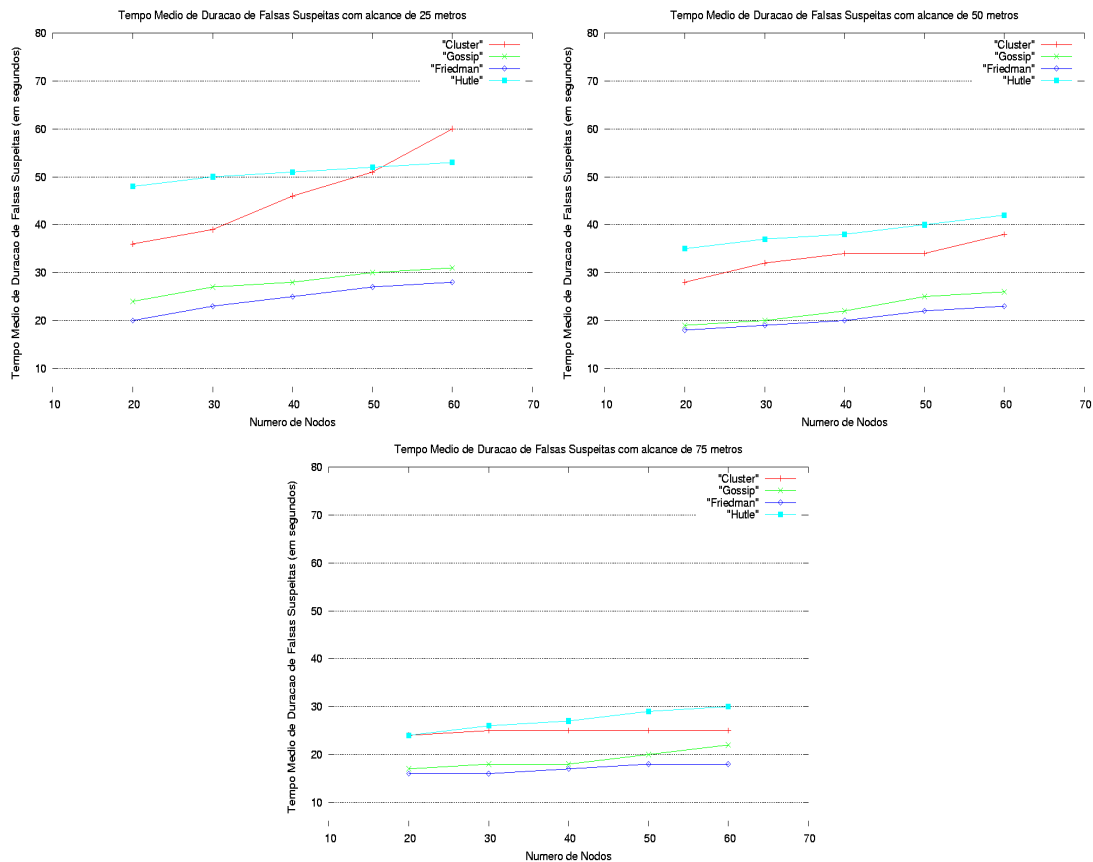 Tempo Medio de Duracao de Falsas Suspeitas com alcance de 25 metros
Tempo Medio de Duracao de Falsas Suspeitas (em segundos)
80
70
60
50
40
30
20
10
"Cluster"
"Gossip"
"Friedman"
"Hutle"
10 20 30 40 50 60 70
Numero de Nodos
Tempo Medio de Duracao de Falsas Suspeitas com alcance de 50 metros
Tempo Medio de Duracao de Falsas Suspeitas (em segundos)
80
70
60
50
40
30
20
10
"Cluster"
"Gossip"
"Friedman"
"Hutle"
10 20 30 40 50 60 70
Numero de Nodos
Tempo Medio de Duracao de Falsas Suspeitas com alcance de 75 metros
Tempo Medio de Duracao de Falsas Suspeitas (em segundos)
80
70
60
50
40
30
20
10
"Cluster"
"Gossip"
"Friedman"
"Hutle"
10 20 30 40 50 60 70
Numero de Nodos